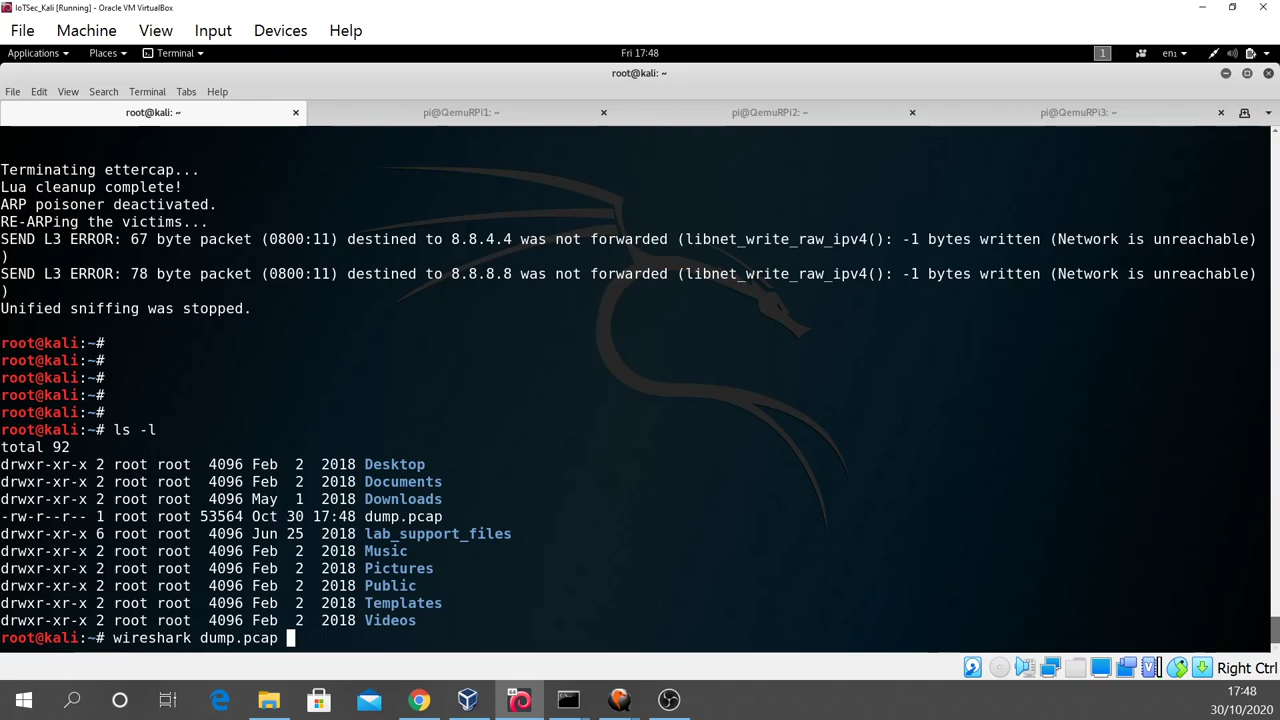 IoTSec_Kali [Running] - Oracle VM VirtualBox
File Machine View Input Devices Help
Applications Places Terminal Fri 17:48 1 en1
root@kali: ~
File Edit View Search Terminal Tabs Help
root@kali: ~ pi@QemuRPi1: ~ pi@QemuRPi2: ~ pi@QemuRPi3: ~
Terminating ettercap...
Lua cleanup complete!
ARP poisoner deactivated.
RE-ARPing the victims...
SEND L3 ERROR: 67 byte packet (0800:11) destined to 8.8.4.4 was not forwarded (libnet_write_raw_ipv4(): -1 bytes written (Network is unreachable)
)
SEND L3 ERROR: 78 byte packet (0800:11) destined to 8.8.8.8 was not forwarded (libnet_write_raw_ipv4(): -1 bytes written (Network is unreachable)
)
Unified sniffing was stopped.
root@kali:~#
root@kali:~#
root@kali:~#
root@kali:~#
root@kali:~#
root@kali:~# ls -l
total 92
drwxr-xr-x 2 root root 4096 Feb 2 2018 Desktop
drwxr-xr-x 2 root root 4096 Feb 2 2018 Documents
drwxr-xr-x 2 root root 4096 May 1 2018 Downloads
-rw-r--r-- 1 root root 53564 Oct 30 17:48 dump.pcap
drwxr-xr-x 6 root root 4096 Jun 25 2018 lab_support_files
drwxr-xr-x 2 root root 4096 Feb 2 2018 Music
drwxr-xr-x 2 root root 4096 Feb 2 2018 Pictures
drwxr-xr-x 2 root root 4096 Feb 2 2018 Public
drwxr-xr-x 2 root root 4096 Feb 2 2018 Templates
drwxr-xr-x 2 root root 4096 Feb 2 2018 Videos
root@kali:~# wireshark dump.pcap
Right Ctrl
17:48
30/10/2020